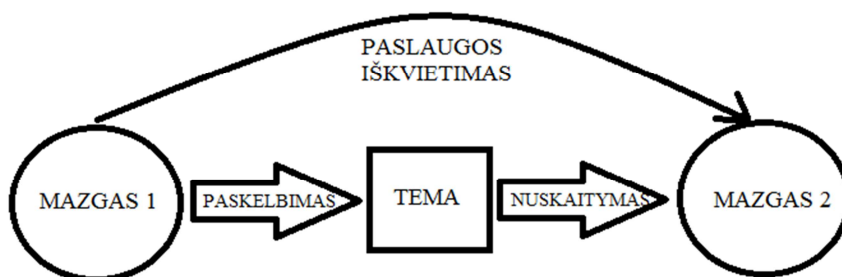 PASLAUGOS
IŠKVIETIMAS
MAZGAS 1
PASKELBIMAS
TEMA
NUSKAITYMAS
MAZGAS 2